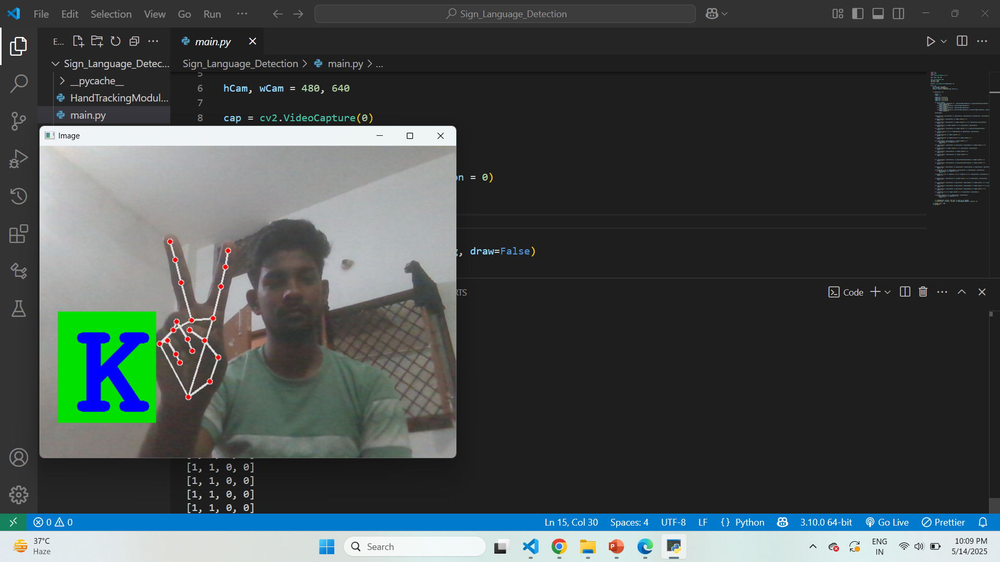 File Edit Selection View Go Run ...
Sign_Language_Detection
E...
main.py
Sign_Language_Detec...
Sign_Language_Detection > main.py > ...
__pycache__
HandTrackingModul...
main.py
5
6 hCam, wCam = 480, 640
7
8 cap = cv2.VideoCapture(0)
Image
on = 0)
, draw=False)
RTS
Code
K
[1, 1, 0, 0]
[1, 1, 0, 0]
[1, 1, 0, 0]
[1, 1, 0, 0]
0 0
Ln 15, Col 30 Spaces: 4 UTF-8 LF {} Python 3.10.0 64-bit Go Live Prettier
37°C
Haze
Search
ENG
IN
10:09 PM
5/14/2025